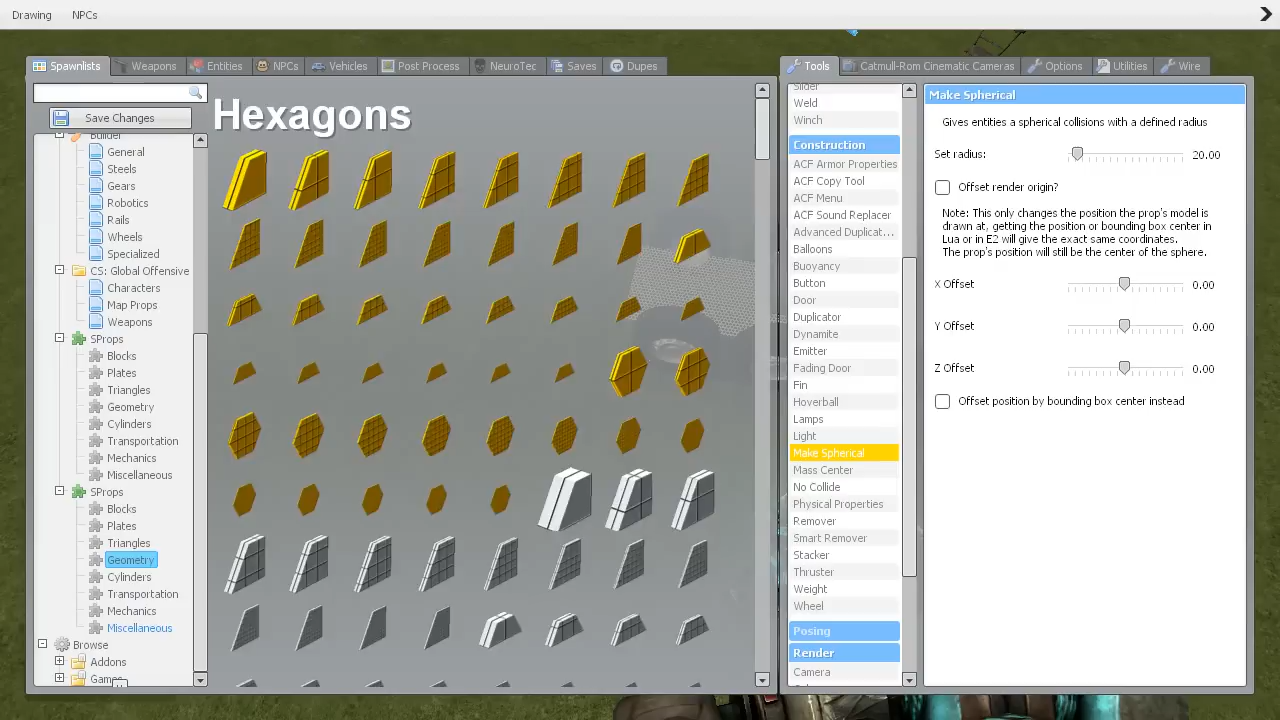 Drawing NPCs
Spawnlists Weapons Entities NPCs Vehicles Post Process NeuroTec Saves Dupes
Save Changes
Builder
General
Steels
Gears
Robotics
Rails
Wheels
Specialized
CS: Global Offensive
Characters
Map Props
Weapons
SProps
Blocks
Plates
Triangles
Geometry
Cylinders
Transportation
Mechanics
Miscellaneous
SProps
Blocks
Plates
Triangles
Geometry
Cylinders
Transportation
Mechanics
Miscellaneous
Browse
Addons
Games
Hexagons
Tools Catmull-Rom Cinematic Cameras Options Utilities Wire
Slider
Weld
Winch
Construction
ACF Armor Properties
ACF Copy Tool
ACF Menu
ACF Sound Replacer
Advanced Duplicat...
Balloons
Buoyancy
Button
Door
Duplicator
Dynamite
Emitter
Fading Door
Fin
Hoverball
Lamps
Light
Make Spherical
Mass Center
No Collide
Physical Properties
Remover
Smart Remover
Stacker
Thruster
Weight
Wheel
Posing
Render
Camera
Make Spherical
Gives entities a spherical collisions with a defined radius
Set radius: 20.00
Offset render origin?
Note: This only changes the position the prop's model is
drawn at, getting the position or bounding box center in
Lua or in E2 will give the exact same coordinates.
The prop's position will still be the center of the sphere.
X Offset 0.00
Y Offset 0.00
Z Offset 0.00
Offset position by bounding box center instead